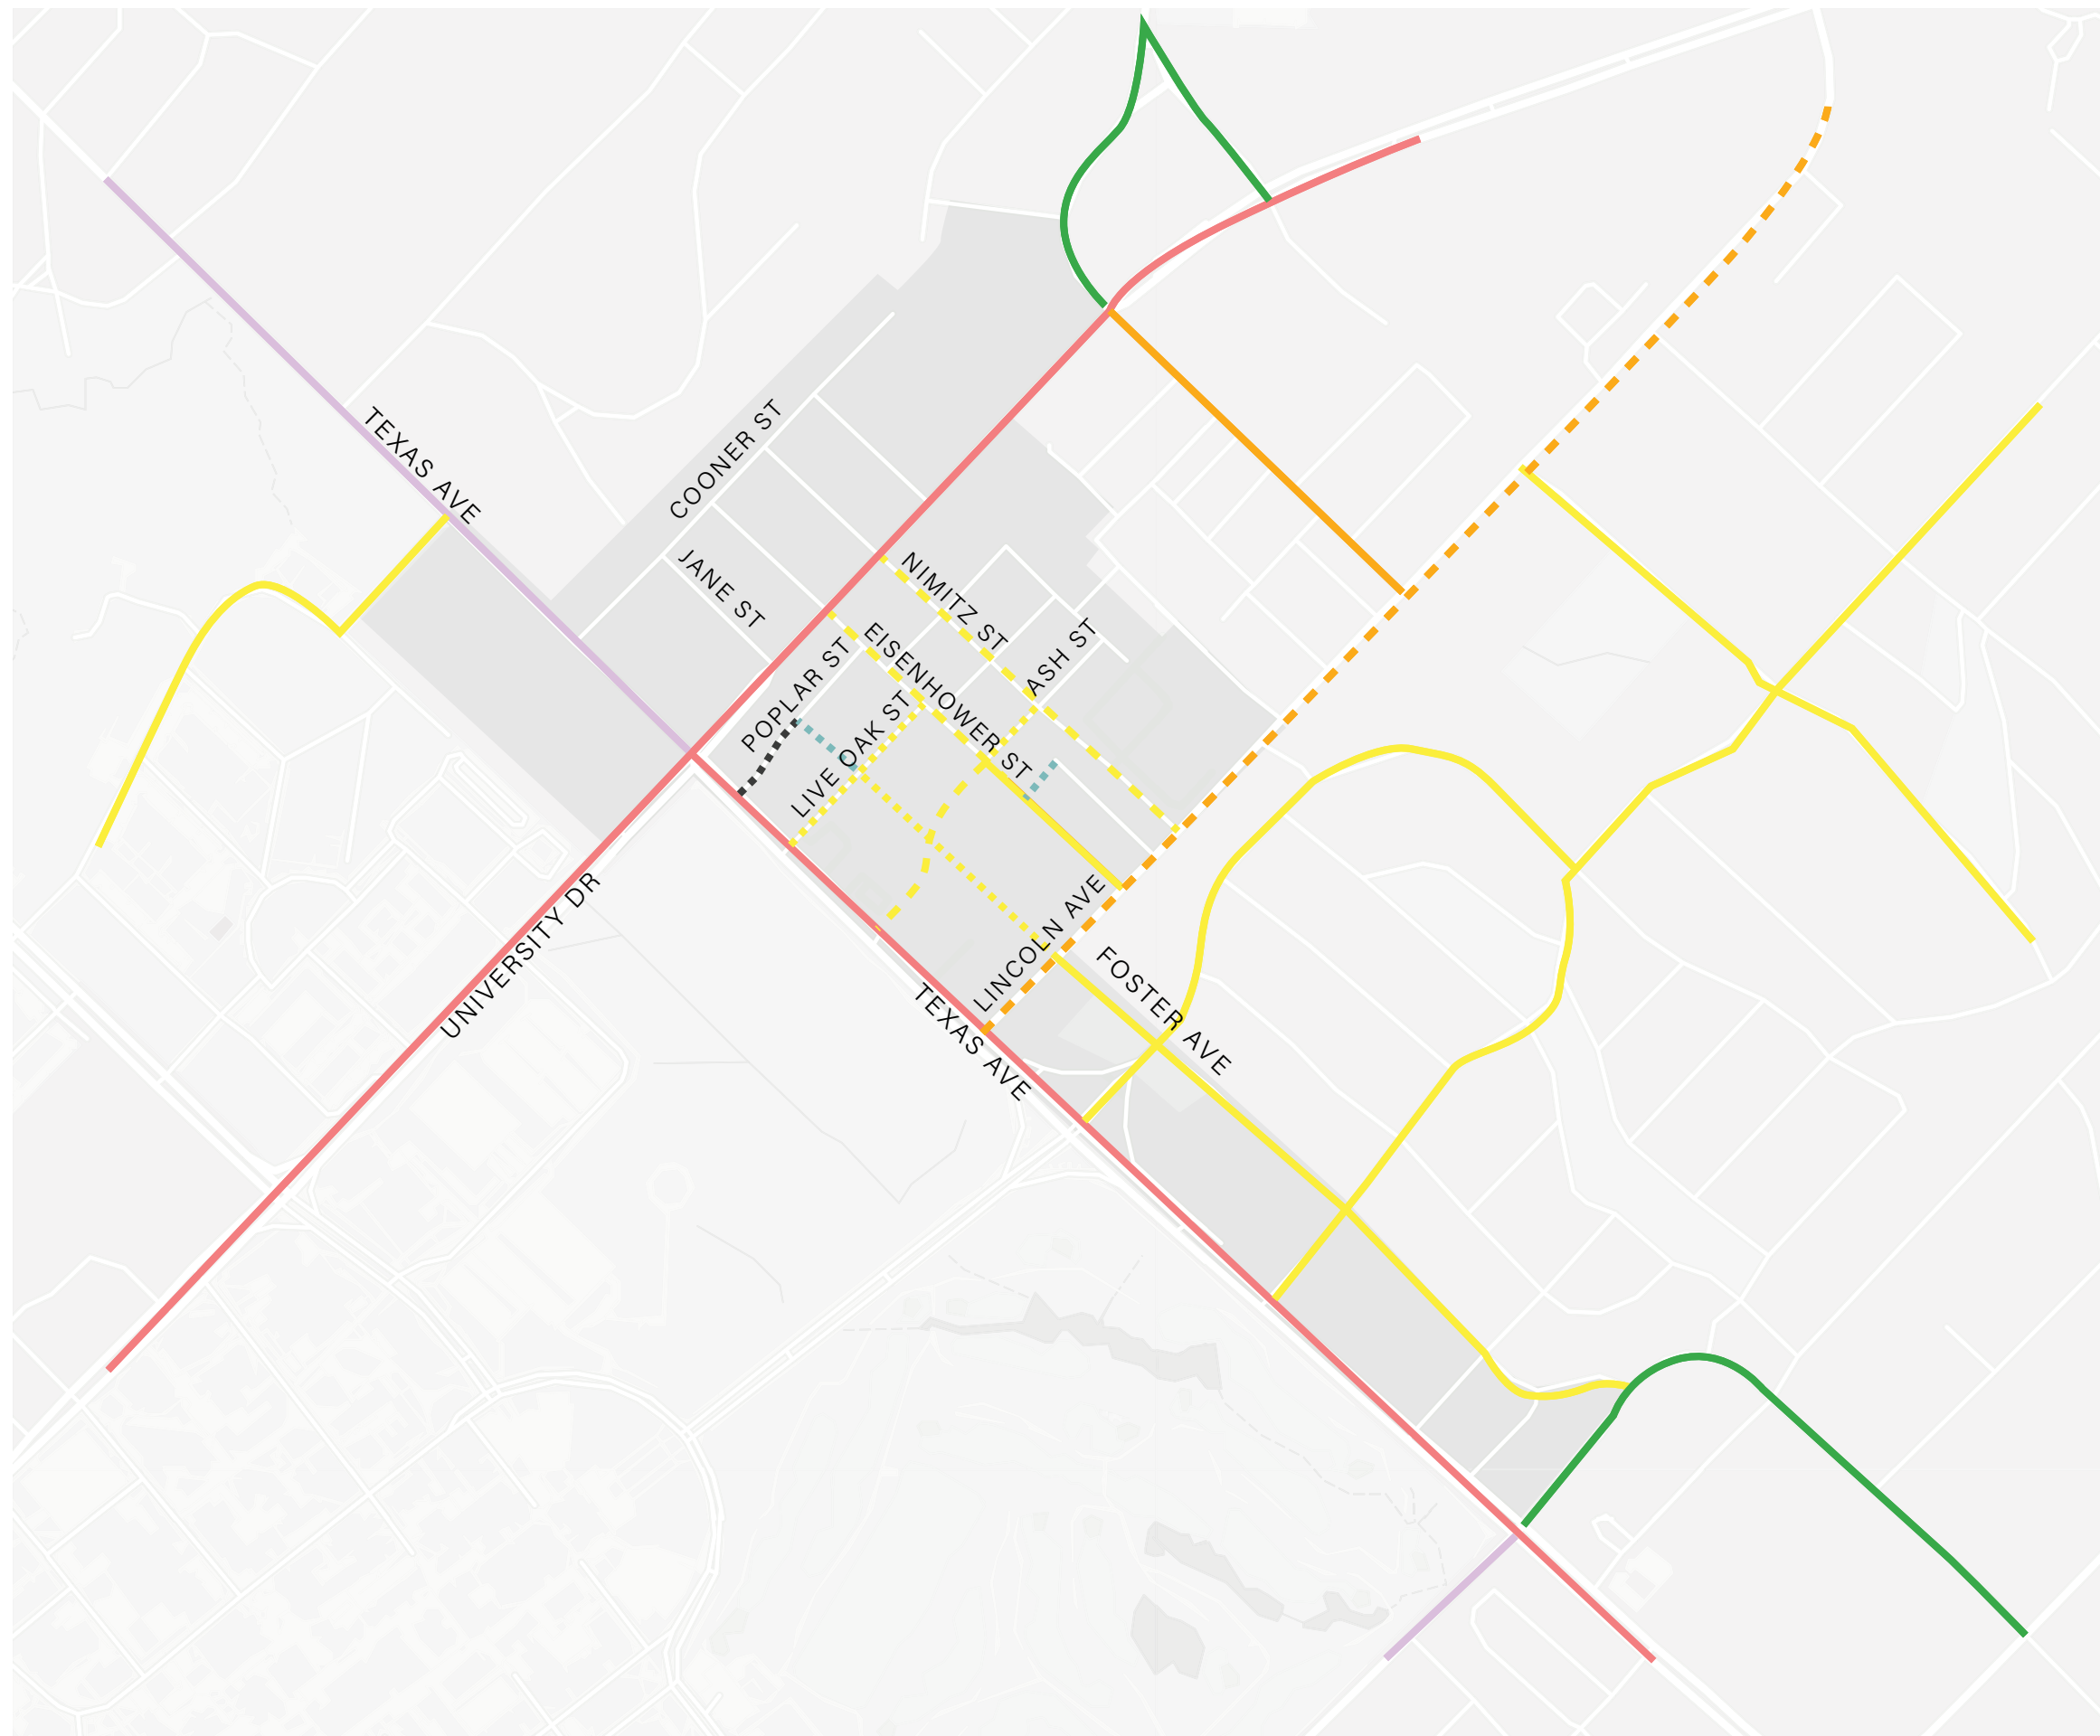 TEXAS AVE
COONER ST
JANE ST
NIMITZ ST
EISENHOWER ST
ASH ST
POPLAR ST
LIVE OAK ST
UNIVERSITY DR
LINCOLN AVE
FOSTER AVE
TEXAS AVE